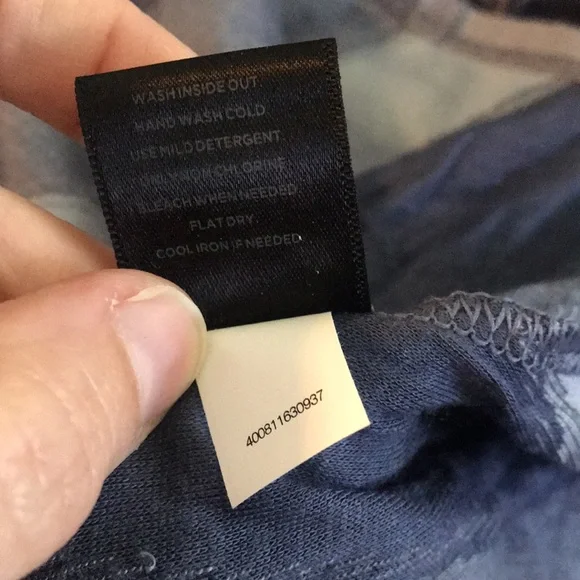 WASH INSIDE OUT
HAND WASH COLD
USE MILD DETERGENT
ONLY NON CHLORINE
BLEACH WHEN NEEDED.
FLAT DRY.
COOL IRON IF NEEDED
400811630937